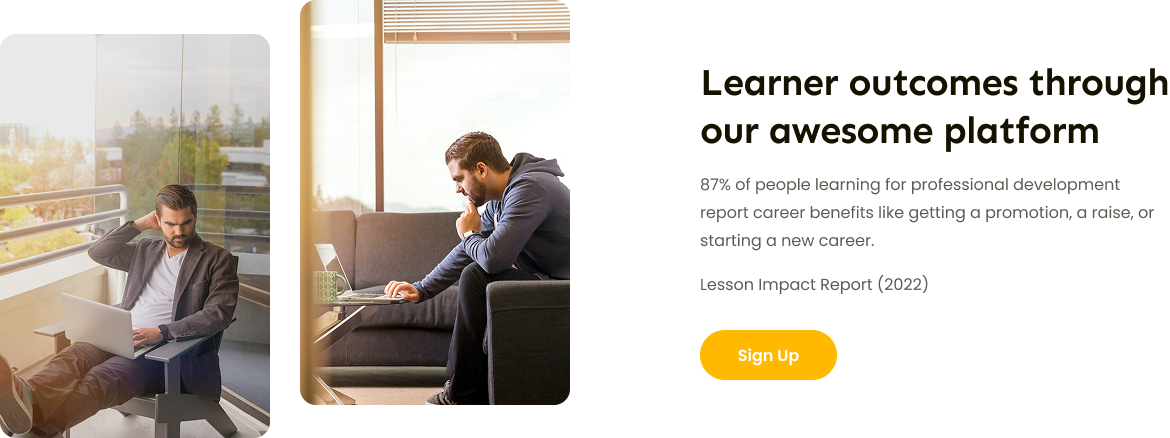 Learner outcomes through
our awesome platform
87% of people learning for professional development
report career benefits like getting a promotion, a raise, or
starting a new career.
Lesson Impact Report (2022)
Sign Up